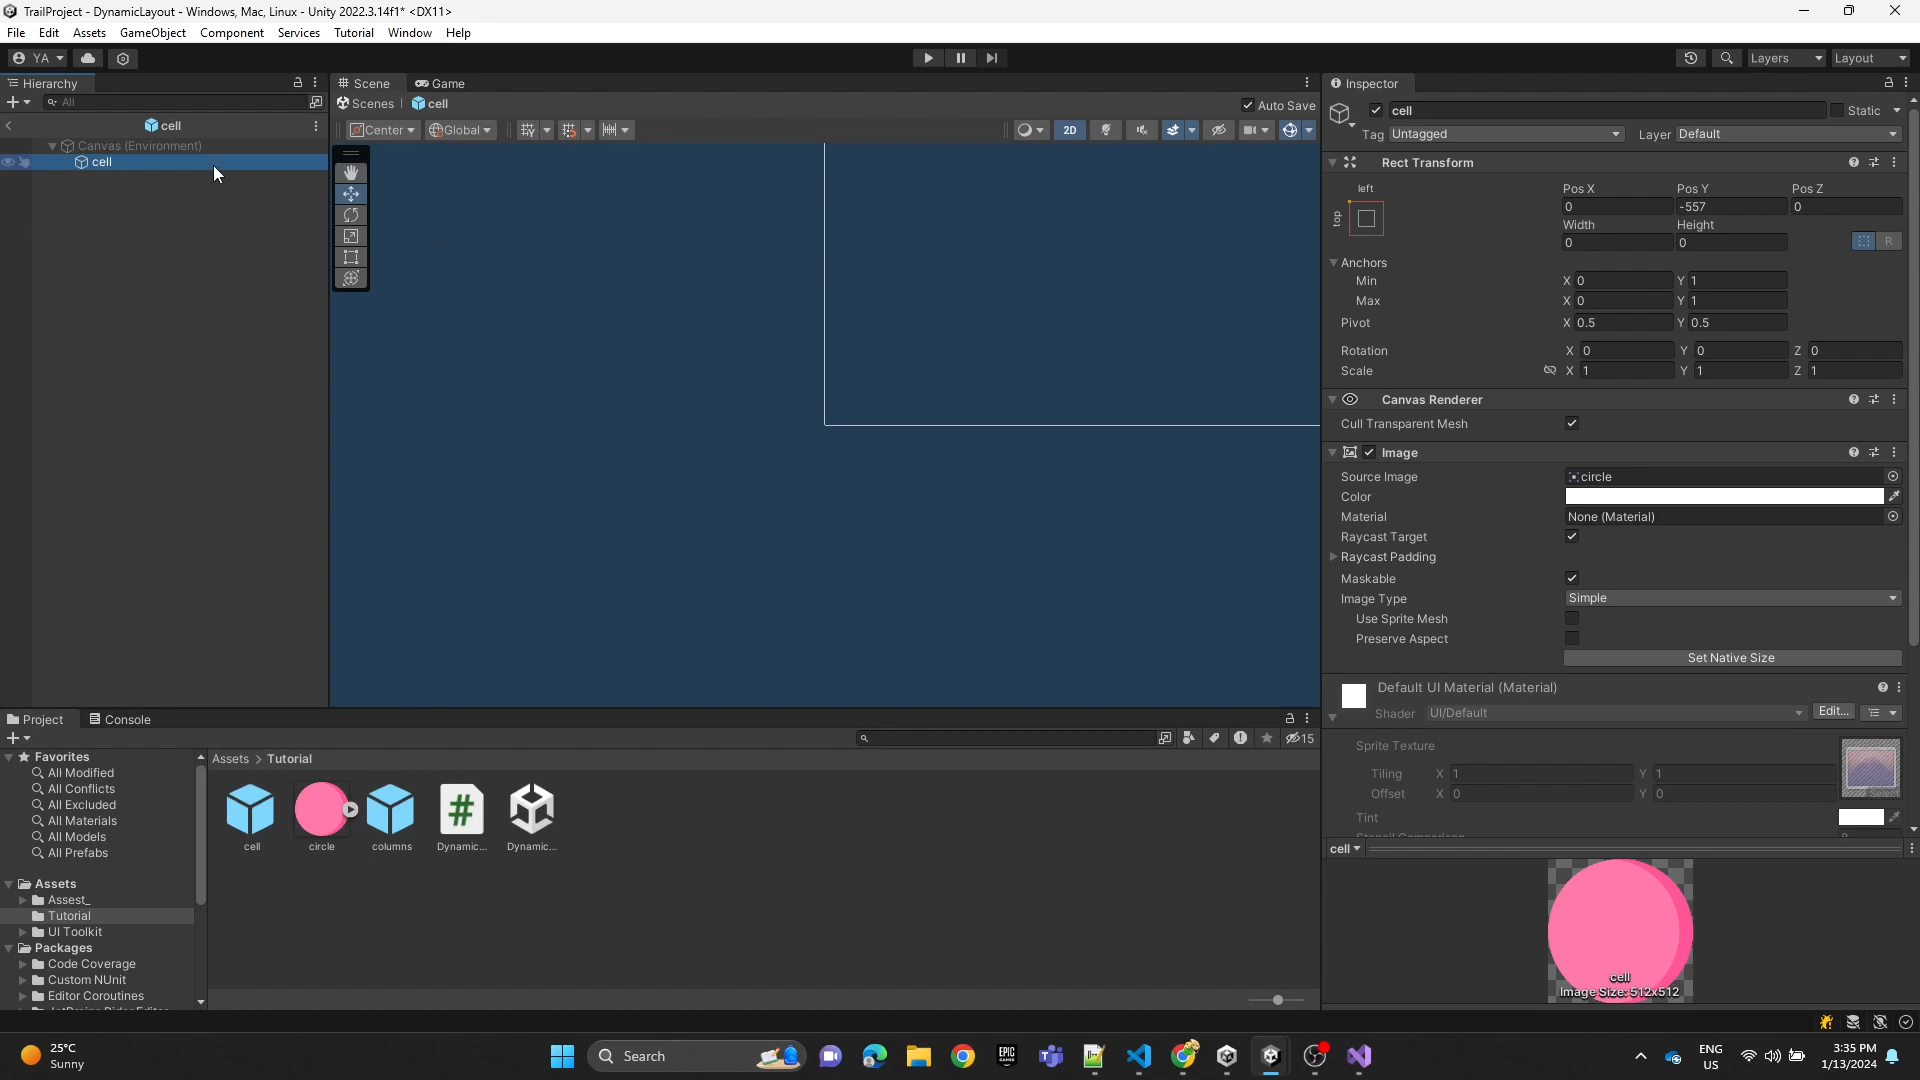 TrailProject - DynamicLayout - Windows, Mac, Linux - Unity 2022.3.14f1* <DX11>
File Edit Assets GameObject Component Services Tutorial Window Help
YA Layers Layout
Hierarchy
All
cell
Canvas (Environment)
cell
Scene Game
Scenes cell Auto Save
Center Global 2D
Inspector
cell Static
Tag Untagged Layer Default
Rect Transform
left
top
Pos X Pos Y Pos Z
0 -557 0
Width Height
0 0 R
Anchors
Min X 0 Y 1
Max X 0 Y 1
Pivot X 0.5 Y 0.5
Rotation X 0 Y 0 Z 0
Scale X 1 Y 1 Z 1
Canvas Renderer
Cull Transparent Mesh
Image
Source Image circle
Color
Material None (Material)
Raycast Target
Raycast Padding
Maskable
Image Type Simple
Use Sprite Mesh
Preserve Aspect
Set Native Size
Default UI Material (Material)
Shader UI/Default Edit...
Sprite Texture
Tiling X 1 Y 1
Offset X 0 Y 0
Select
Tint
cell
cell
Image Size: 512x512
Project Console
15
Favorites
All Modified
All Conflicts
All Excluded
All Materials
All Models
All Prefabs
Assets
Assest_
Tutorial
UI Toolkit
Packages
Code Coverage
Custom NUnit
Editor Coroutines
Assets > Tutorial
cell circle columns Dynamic... Dynamic...
25°C
Sunny
Search
EPIC GAMES
ENG
US
3:35 PM
1/13/2024